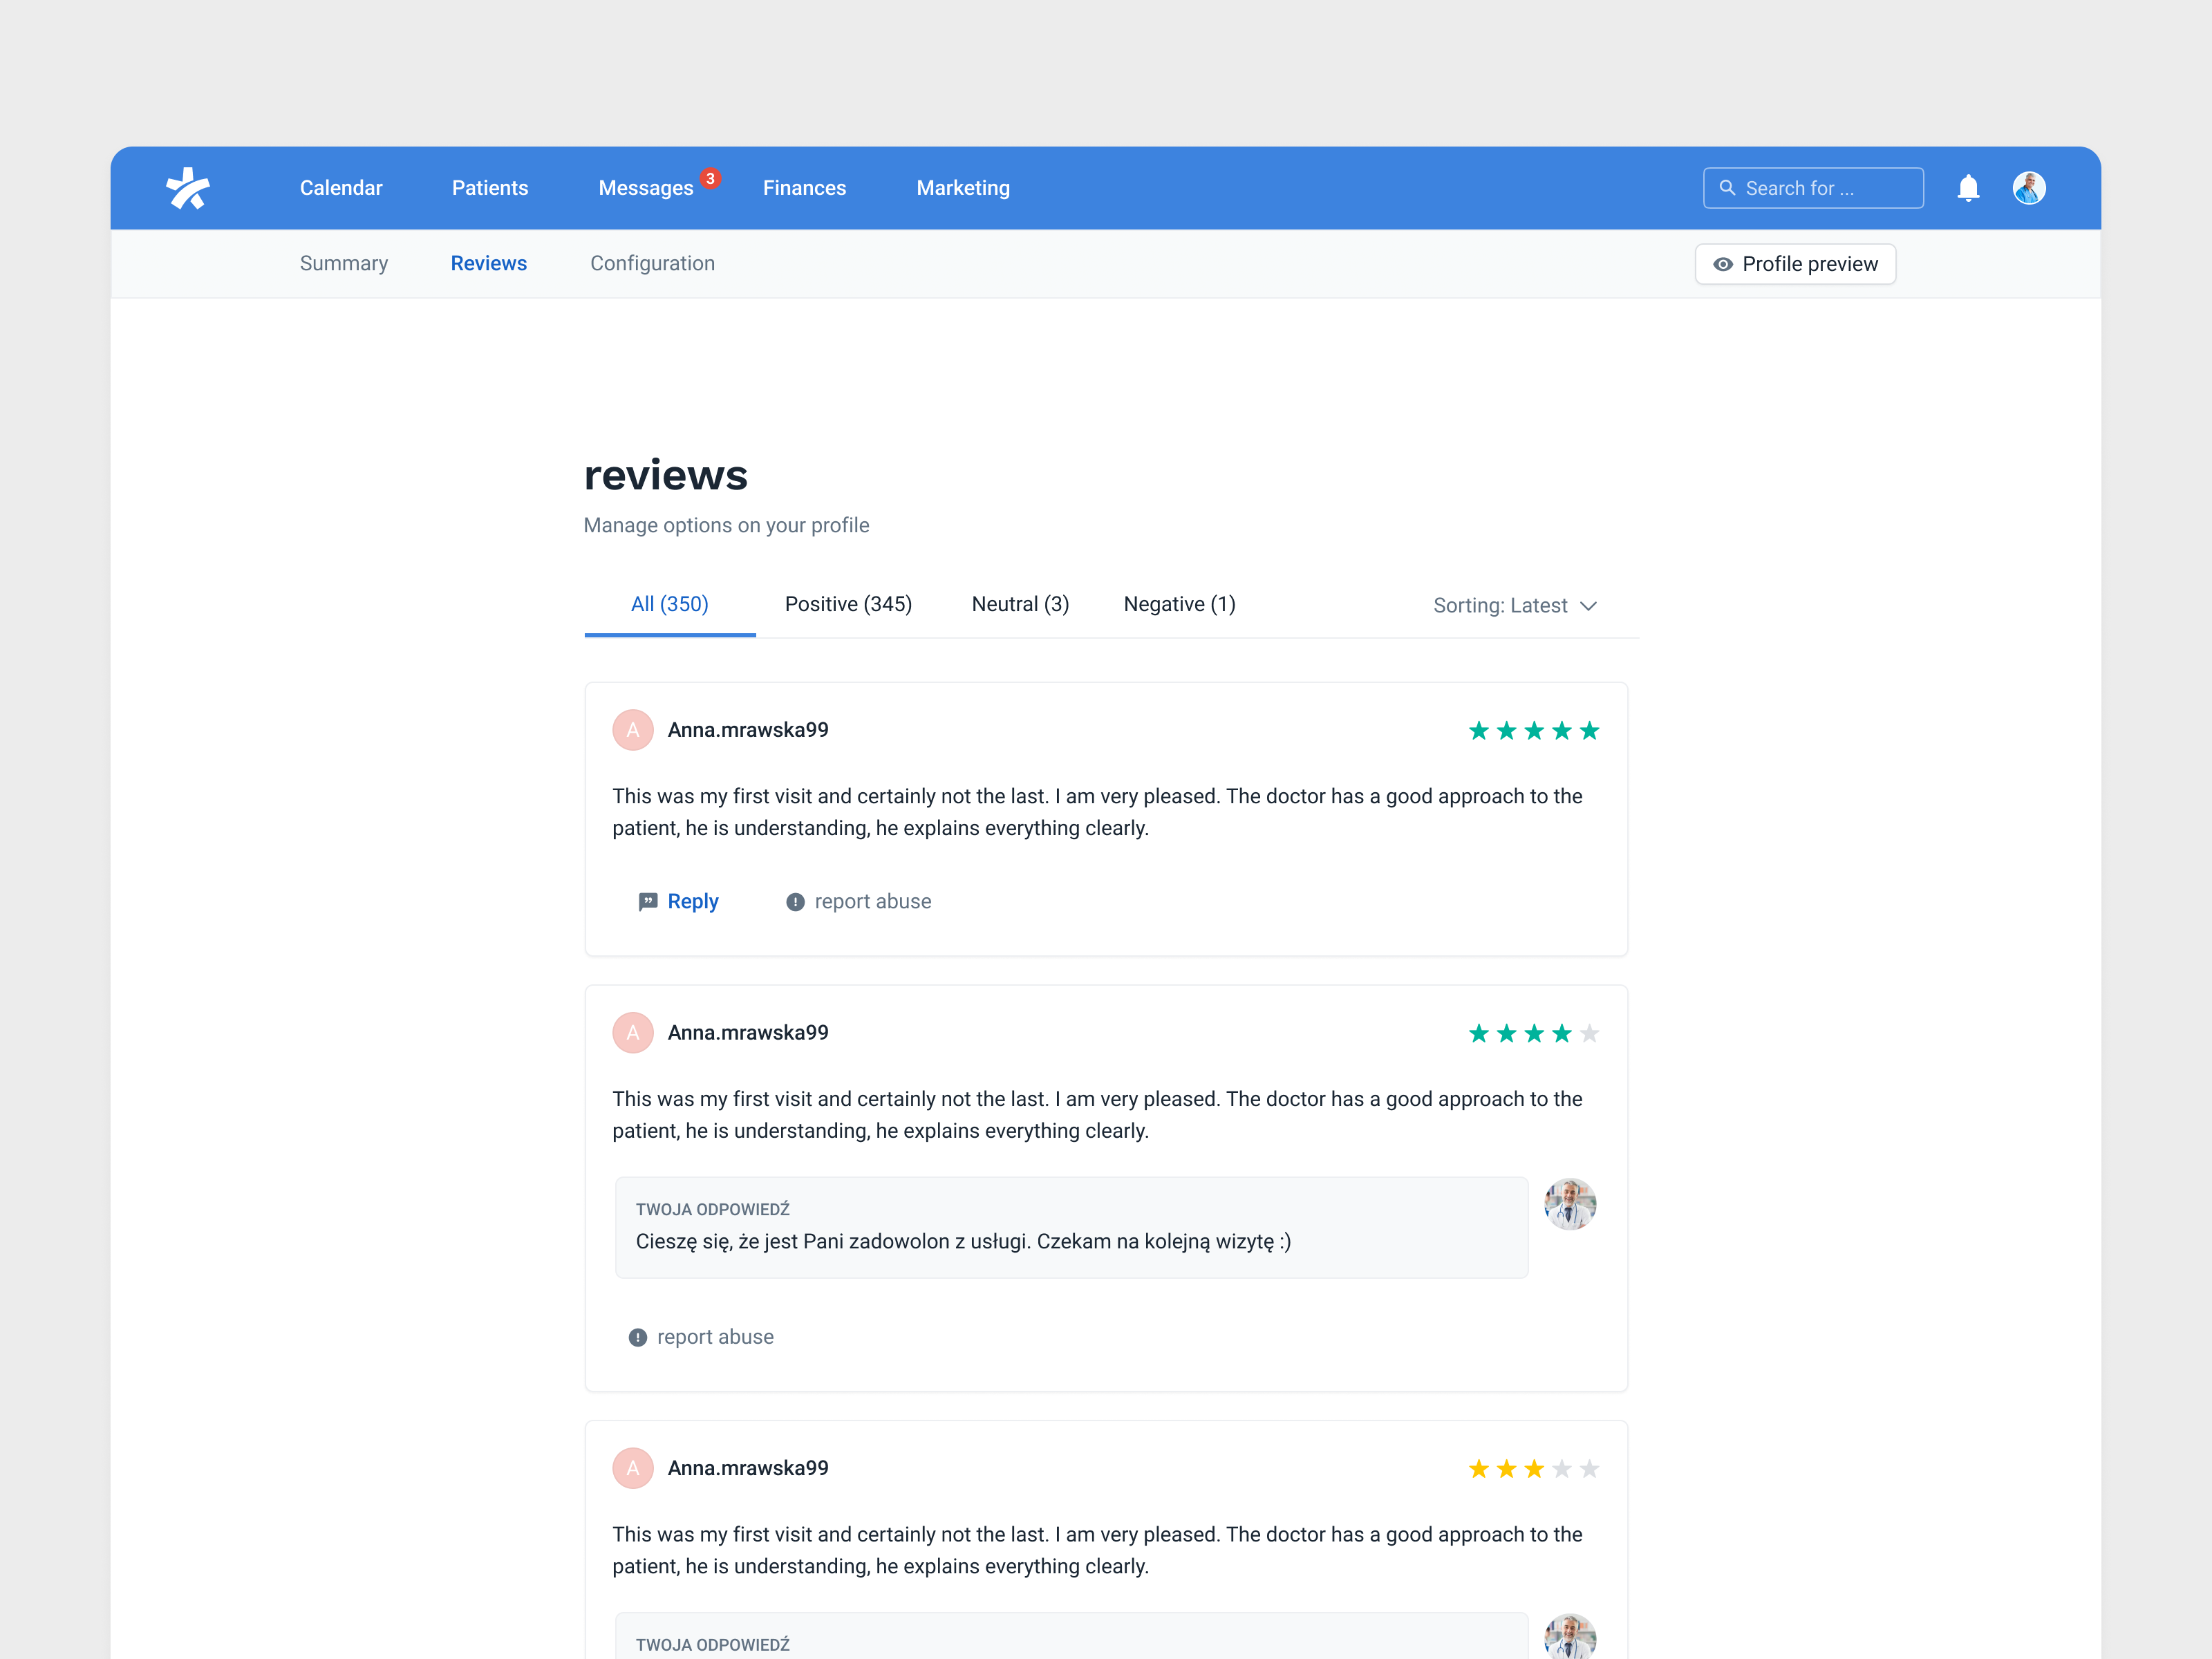 Calendar
Patients
Messages 3
Finances
Marketing
Search for ...
Summary
Reviews
Configuration
Profile preview
reviews
Manage options on your profile
All (350)
Positive (345)
Neutral (3)
Negative (1)
Sorting: Latest
A
Anna.mrawska99
This was my first visit and certainly not the last. I am very pleased. The doctor has a good approach to the
patient, he is understanding, he explains everything clearly.
Reply
report abuse
A
Anna.mrawska99
This was my first visit and certainly not the last. I am very pleased. The doctor has a good approach to the
patient, he is understanding, he explains everything clearly.
TWOJA ODPOWIEDŹ
Cieszę się, że jest Pani zadowolon z usługi. Czekam na kolejną wizytę :)
report abuse
A
Anna.mrawska99
This was my first visit and certainly not the last. I am very pleased. The doctor has a good approach to the
patient, he is understanding, he explains everything clearly.
TWOJA ODPOWIEDŹ